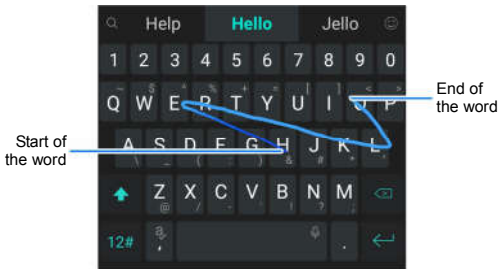 Help Hello Jello
1 2 3 4 5 6 7 8 9 0
~ $ ^ % + = [ ] < >
Q W E R T Y U I O P
End of
the word
Start of
the word
A S D F G H J K L
\ _ ( : ) & # * '
Z X C V B N M
@ / - ! ? ;
12# , .